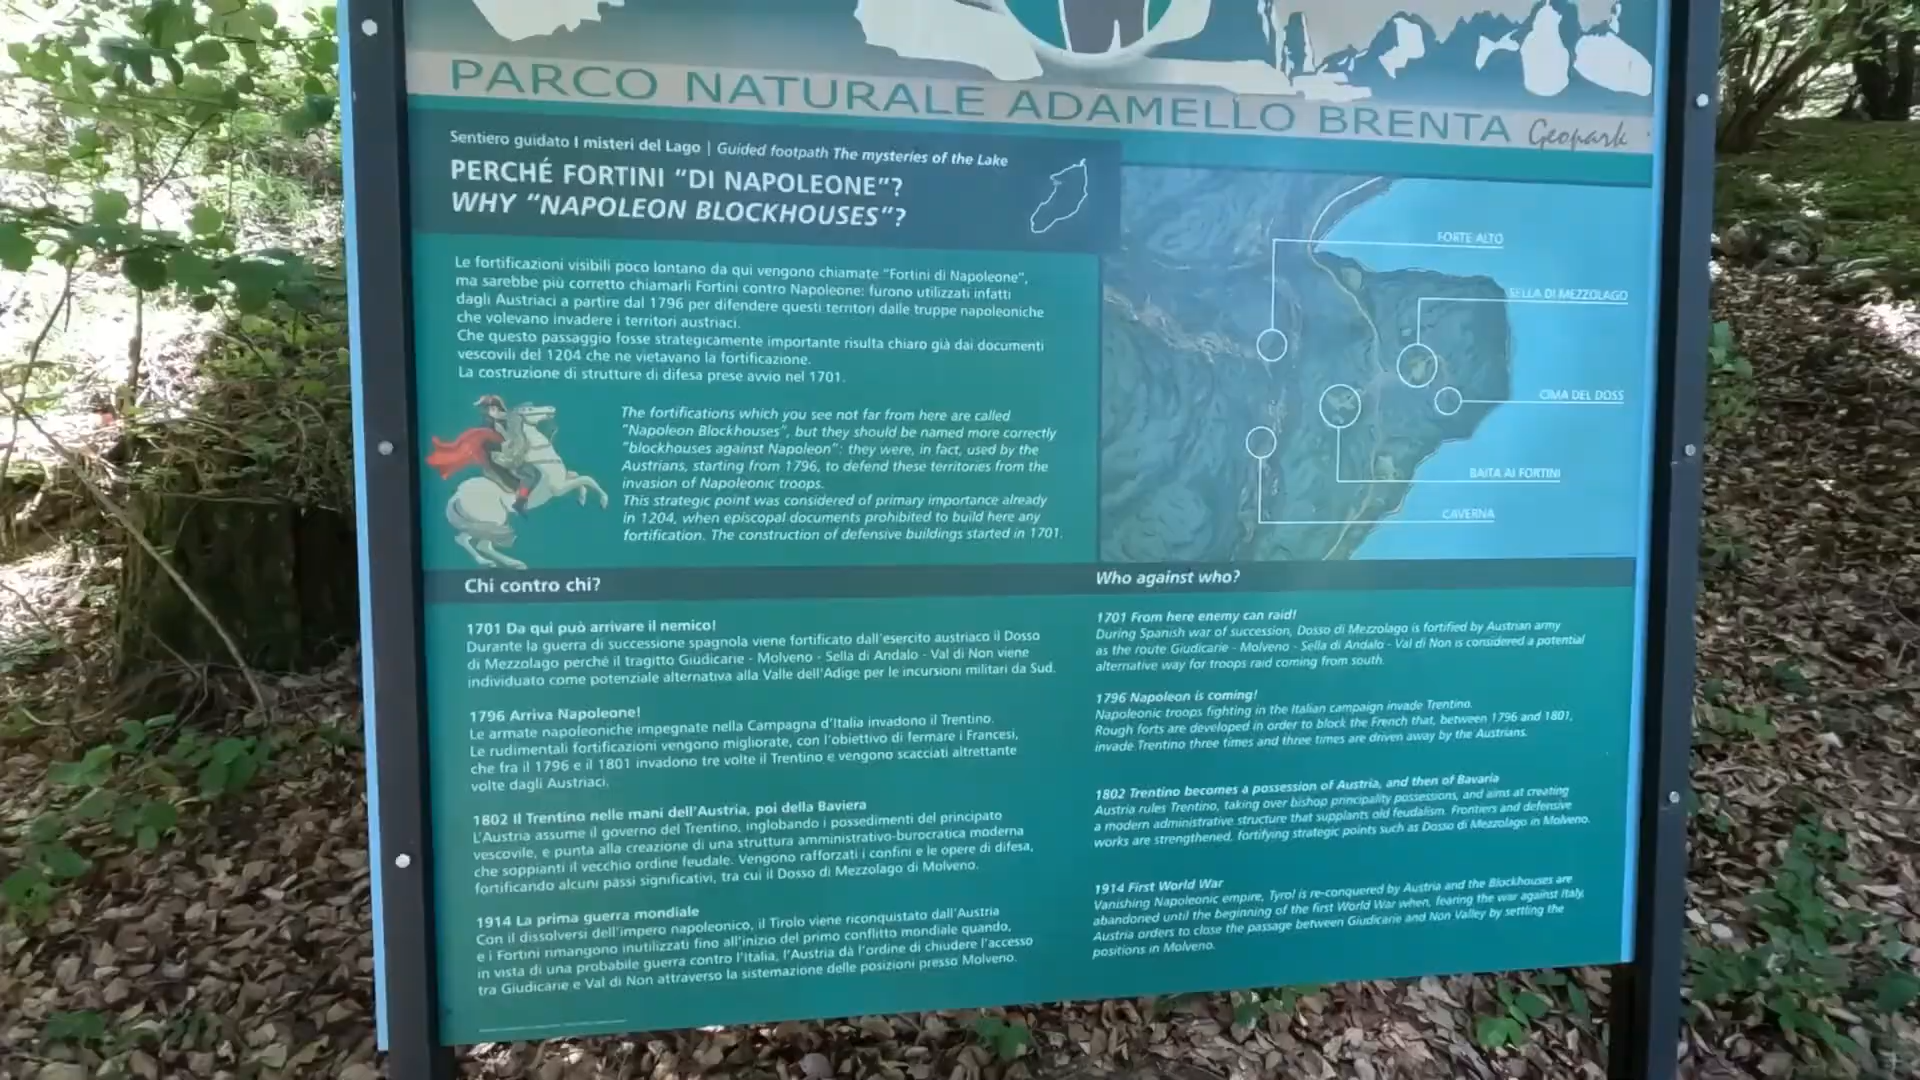 PARCO NATURALE ADAMELLO BRENTA Geopark
Sentiero guidato I misteri del Lago | Guided footpath The mysteries of the Lake
PERCHÉ FORTINI "DI NAPOLEONE"?
WHY "NAPOLEON BLOCKHOUSES"?
Le fortificazioni visibili poco lontano da qui vengono chiamate "Fortini di Napoleone",
ma sarebbe più corretto chiamarli Fortini contro Napoleone: furono utilizzati infatti
dagli Austriaci a partire dal 1796 per difendere questi territori dalle truppe napoleoniche
che volevano invadere i territori austriaci.
Che questo passaggio fosse strategicamente importante risulta chiaro già dai documenti
vescovili del 1204 che ne vietavano la fortificazione.
La costruzione di strutture di difesa prese avvio nel 1701.
The fortifications which you see not far from here are called
"Napoleon Blockhouses", but they should be named more correctly
"blockhouses against Napoleon": they were, in fact, used by the
Austrians, starting from 1796, to defend these territories from the
invasion of Napoleonic troops.
This strategic point was considered of primary importance already
in 1204, when episcopal documents prohibited to build here any
fortification. The construction of defensive buildings started in 1701.
FORTE ALTO
SELLA DI MEZZOLAGO
CIMA DEL DOSS
BAITA AI FORTINI
CAVERNA
Chi contro chi?
1701 Da qui può arrivare il nemico!
Durante la guerra di successione spagnola viene fortificato dall'esercito austriaco il Dosso
di Mezzolago perché il tragitto Giudicarie - Molveno - Sella di Andalo - Val di Non viene
individuato come potenziale alternativa alla Valle dell'Adige per le incursioni militari da Sud.
1796 Arriva Napoleone!
Le armate napoleoniche impegnate nella Campagna d'Italia invadono il Trentino.
Le rudimentali fortificazioni vengono migliorate, con l'obiettivo di fermare i Francesi,
che fra il 1796 e il 1801 invadono tre volte il Trentino e vengono scacciati altrettante
volte dagli Austriaci.
1802 Il Trentino nelle mani dell'Austria, poi della Baviera
L'Austria assume il governo del Trentino, inglobando i possedimenti del principato
vescovile, e punta alla creazione di una struttura amministrativo-burocratica moderna
che soppianti il vecchio ordine feudale. Vengono rafforzati i confini e le opere di difesa,
fortificando alcuni passi significativi, tra cui il Dosso di Mezzolago di Molveno.
1914 La prima guerra mondiale
Con il dissolversi dell'impero napoleonico, il Tirolo viene riconquistato dall'Austria
e i Fortini rimangono inutilizzati fino all'inizio del primo conflitto mondiale quando,
in vista di una probabile guerra contro l'Italia, l'Austria dà l'ordine di chiudere l'accesso
tra Giudicarie e Val di Non attraverso la sistemazione delle posizioni presso Molveno.
Who against who?
1701 From here enemy can raid!
During Spanish war of succession, Dosso di Mezzolago is fortified by Austrian army
as the route Giudicarie - Molveno - Sella di Andalo - Val di Non is considered a potential
alternative way for troops raid coming from south.
1796 Napoleon is coming!
Napoleonic troops fighting in the Italian campaign invade Trentino.
Rough forts are developed in order to block the French that, between 1796 and 1801,
invade Trentino three times and three times are driven away by the Austrians.
1802 Trentino becomes a possession of Austria, and then of Bavaria
Austria rules Trentino, taking over bishop principality possessions, and aims at creating
a modern administrative structure that supplants old feudalism. Frontiers and defensive
works are strengthened, fortifying strategic points such as Dosso di Mezzolago in Molveno.
1914 First World War
Vanishing Napoleonic empire, Tyrol is re-conquered by Austria and the Blockhouses are
abandoned until the beginning of the first World War when, fearing the war against Italy,
Austria orders to close the passage between Giudicarie and Non Valley by settling the
positions in Molveno.